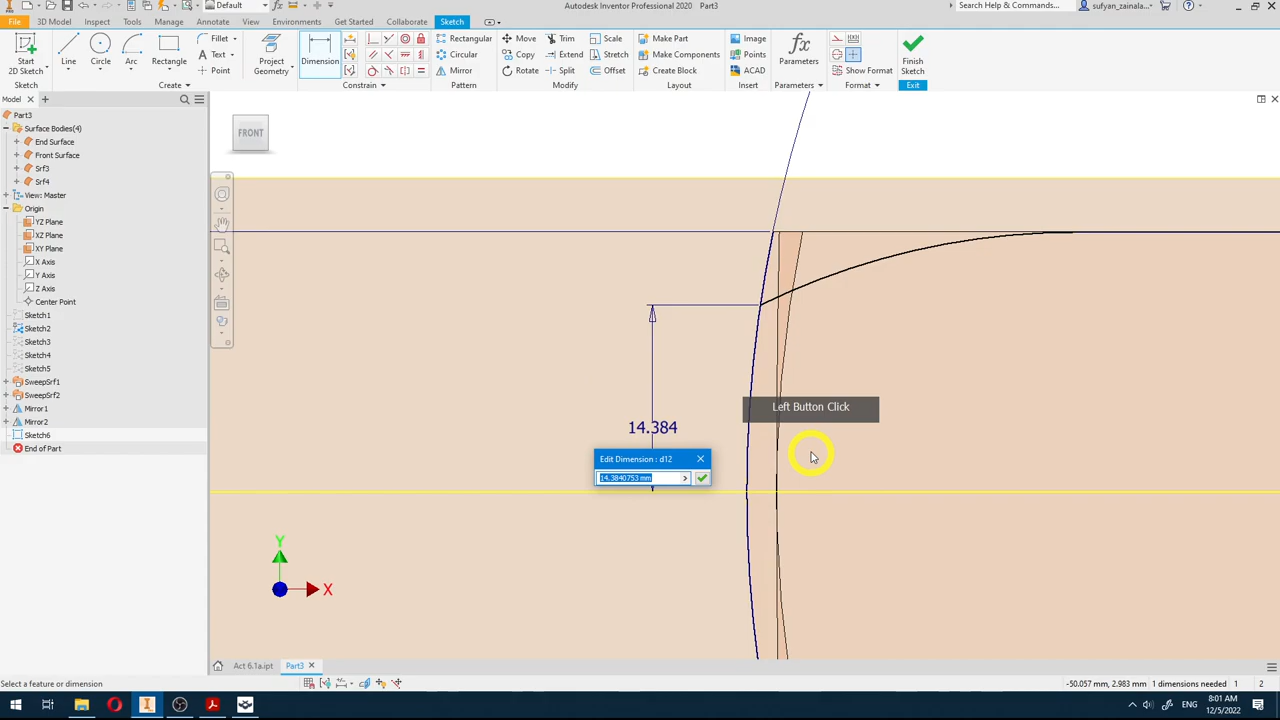 Default
Autodesk Inventor Professional 2020   Part3
Search Help & Commands...
sufyan_zainala...
File
3D Model
Inspect
Tools
Manage
Annotate
View
Environments
Get Started
Collaborate
Sketch
Start
2D Sketch
Line
Circle
Arc
Rectangle
Fillet
Text
Point
Project
Geometry
Dimension
Rectangular
Circular
Mirror
Move
Copy
Rotate
Trim
Extend
Split
Scale
Stretch
Offset
Make Part
Make Components
Create Block
Image
Points
ACAD
Parameters
Show Format
Finish
Sketch
Sketch
Create
Constrain
Pattern
Modify
Layout
Insert
Parameters
Format
Exit
Model
Part3
Surface Bodies(4)
End Surface
Front Surface
Srf3
Srf4
View: Master
Origin
YZ Plane
XZ Plane
XY Plane
X Axis
Y Axis
Z Axis
Center Point
Sketch1
Sketch2
Sketch3
Sketch4
Sketch5
SweepSrf1
SweepSrf2
Mirror1
Mirror2
Sketch6
End of Part
FRONT
Left Button Click
14.384
Edit Dimension : d12
14.3840753 mm
Y
X
Act 6.1a.ipt
Part3
Select a feature or dimension
-50.057 mm, 2.983 mm
1 dimensions needed
1
2
ENG
8:01 AM
12/5/2022